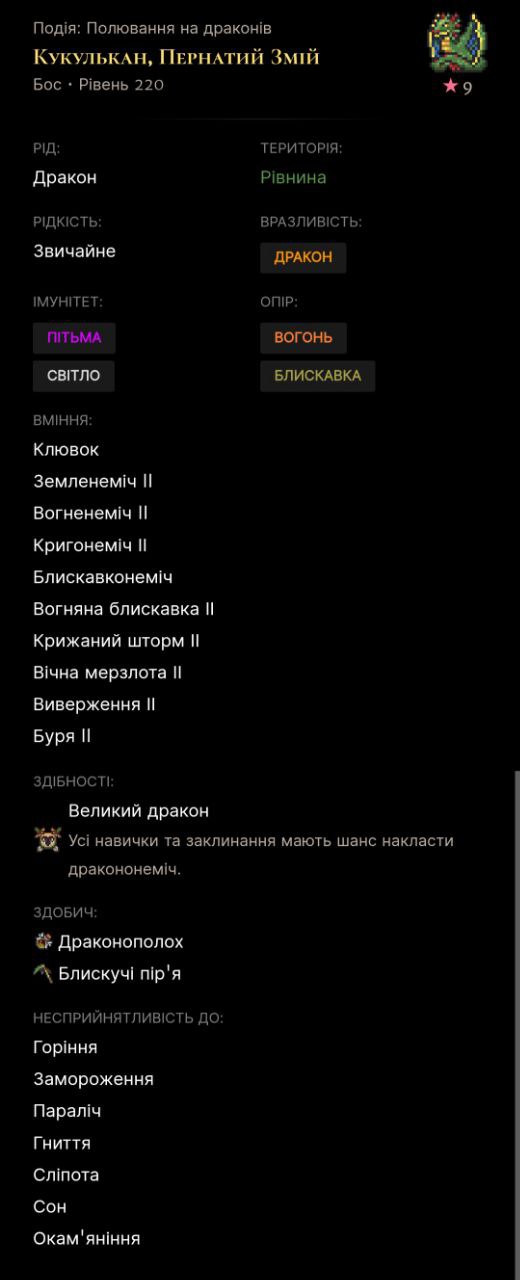 Подія: Полювання на драконів
Кукулькан, Пернатий Змій
Бос · Рівень 220
★ 9
РІД:
Дракон
ТЕРИТОРІЯ:
Рівнина
РІДКІСТЬ:
Звичайне
ВРАЗЛИВІСТЬ:
ДРАКОН
ІМУНІТЕТ:
ПІТЬМА
СВІТЛО
ОПІР:
ВОГОНЬ
БЛИСКАВКА
ВМІННЯ:
Клювок
Земленеміч II
Вогненеміч II
Кригонеміч II
Блискавконеміч
Вогняна блискавка II
Крижаний шторм II
Вічна мерзлота II
Виверження II
Буря II
ЗДІБНОСТІ:
Великий дракон
Усі навички та заклинання мають шанс накласти
дракононеміч.
ЗДОБИЧ:
Драконополох
Блискучі пір'я
НЕСПРИЙНЯТЛИВІСТЬ ДО:
Горіння
Замороження
Параліч
Гниття
Сліпота
Сон
Окам'яніння